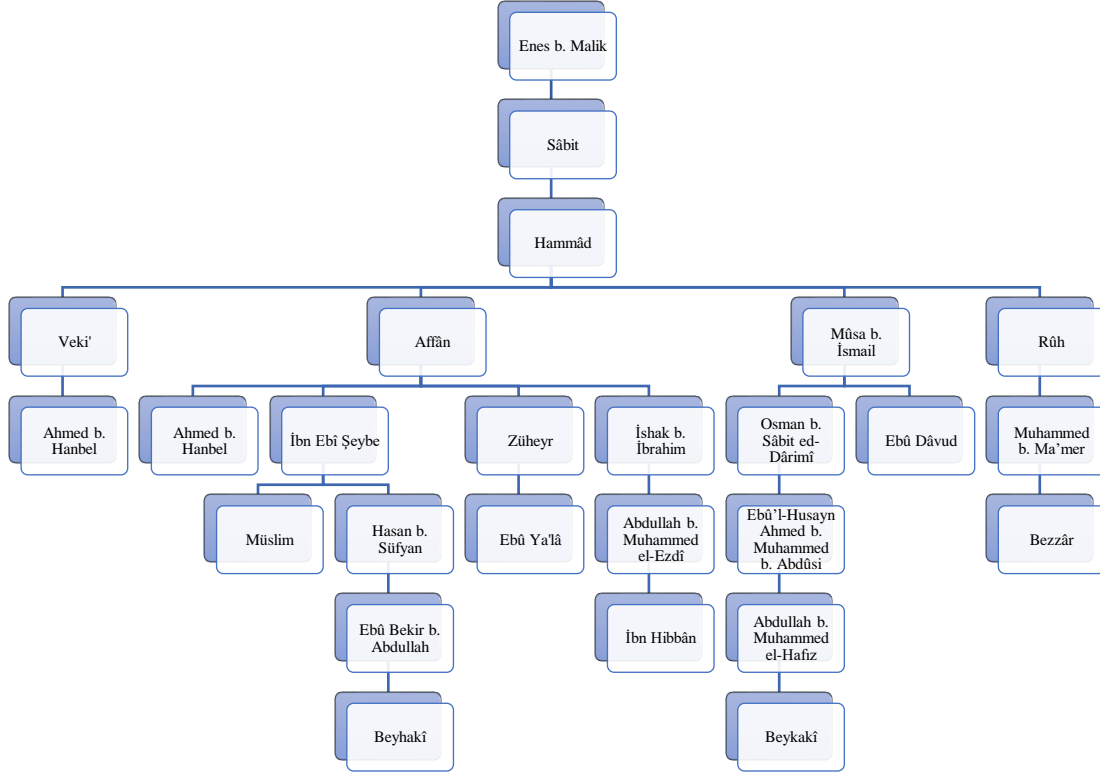 Enes b. Malik
Sâbit
Hammâd
Veki'
Affân
Mûsa b.
İsmail
Rûh
Ahmed b.
Hanbel
Ahmed b.
Hanbel
İbn Ebî Şeybe
Züheyr
İshak b.
İbrahim
Osman b.
Sâbit ed-
Dârimî
Ebû Dâvud
Muhammed
b. Ma’mer
Müslim
Hasan b.
Süfyan
Ebû Ya'lâ
Abdullah b.
Muhammed
el-Ezdî
Ebû’l-Husayn
Ahmed b.
Muhammed
b. Abdûsi
Bezzâr
Ebû Bekir b.
Abdullah
İbn Hibbân
Abdullah b.
Muhammed
el-Hafız
Beyhakî
Beykakî